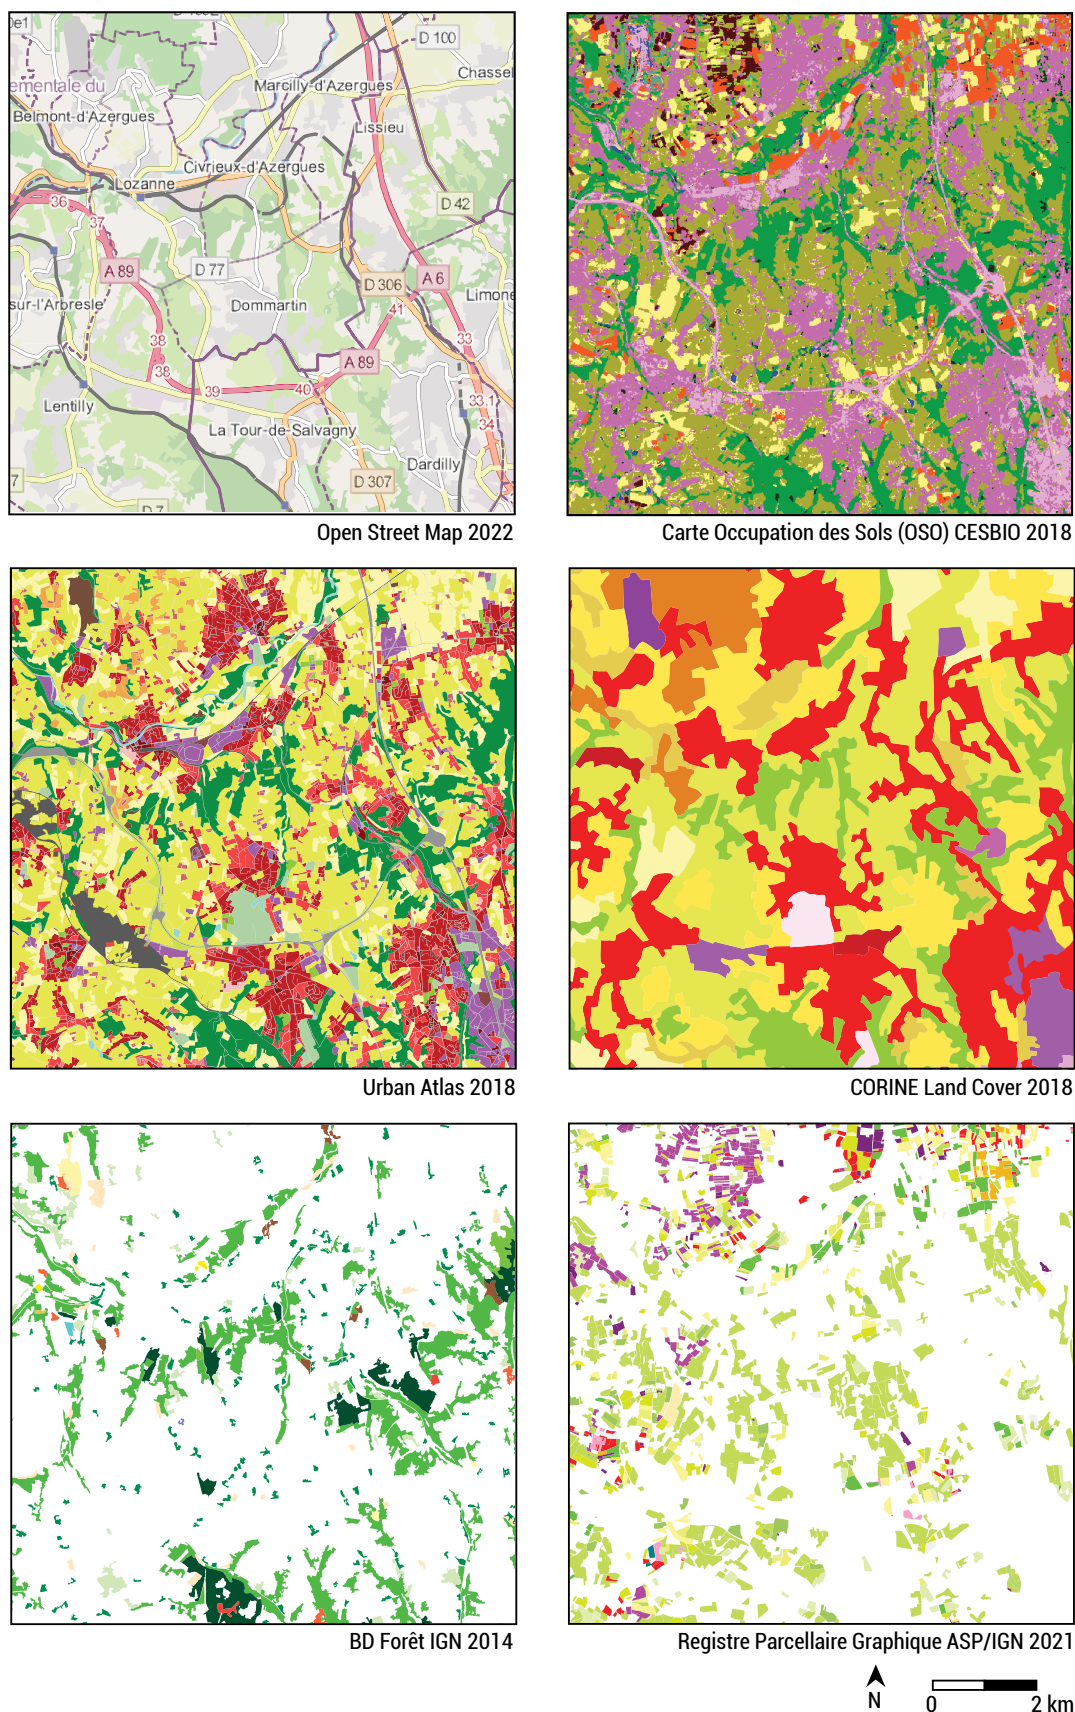 D 100
ementale du
Marcilly-d'Azergues
Chassel
Belmont-d'Azergues
Lissieu
Civrieux-d'Azergues
Lozanne
36
D 42
37
A 89
D 77
D 306
A 6
sur-l'Arbresle
Dommartin
Limone
41
38
33
38
A 89
39
40
33.1
Lentilly
34
La Tour-de-Salvagny
Dardilly
7
D 307
D 7
Open Street Map 2022
Carte Occupation des Sols (OSO) CESBIO 2018
Urban Atlas 2018
CORINE Land Cover 2018
BD Forêt IGN 2014
Registre Parcellaire Graphique ASP/IGN 2021
N
0
2 km